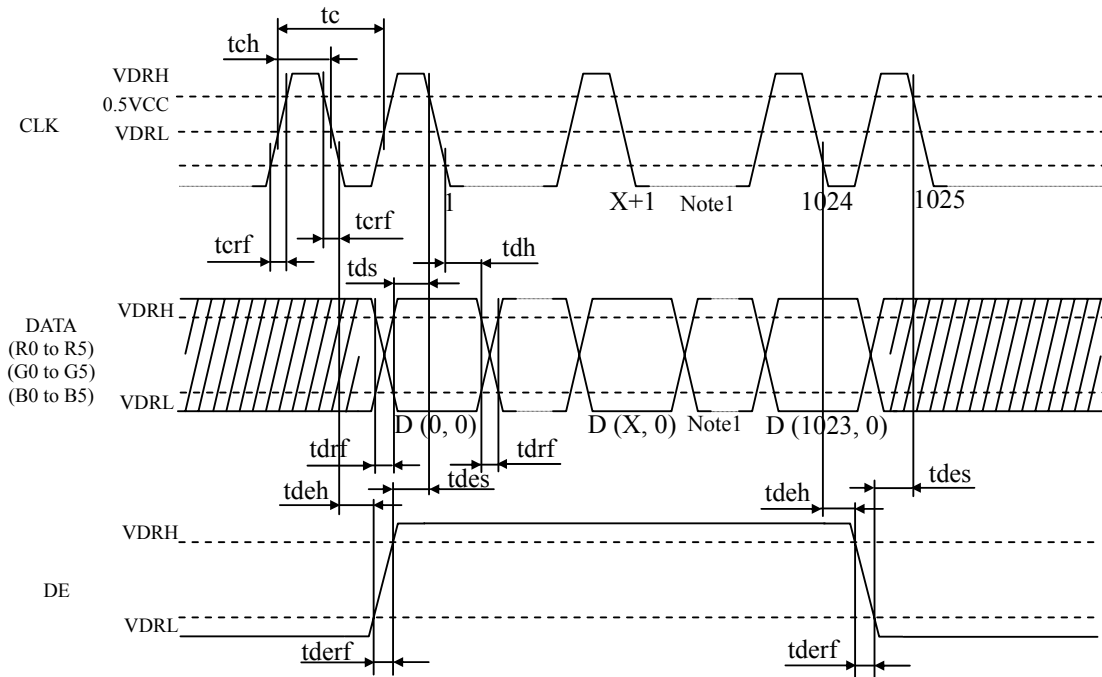 tc
tch
VDRH
0.5VCC
CLK
VDRL
1
X+1
Note1
1024
1025
tcrf
tcrf
tdh
tds
VDRH
DATA
(R0 to R5)
(G0 to G5)
(B0 to B5)
VDRL
D (0, 0)
D (X, 0)
Note1
D (1023, 0)
tdrf
tdrf
tdes
tdes
tdeh
tdeh
VDRH
DE
VDRL
tderf
tderf